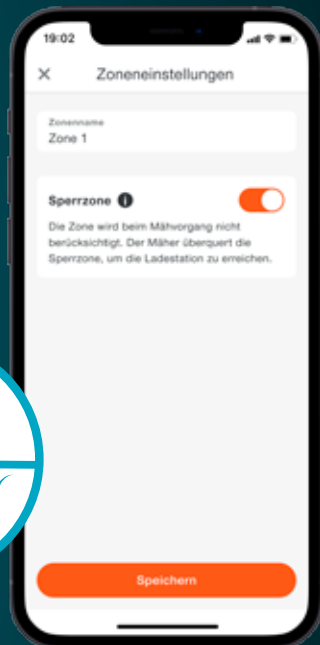 19:02
Zoneneinstellungen
Zonenname
Zone 1
Sperrzone
Die Zone wird beim Mähvorgang nicht
berücksichtigt. Der Mäher überquert die
Sperrzone, um die Ladestation zu erreichen.
Speichern